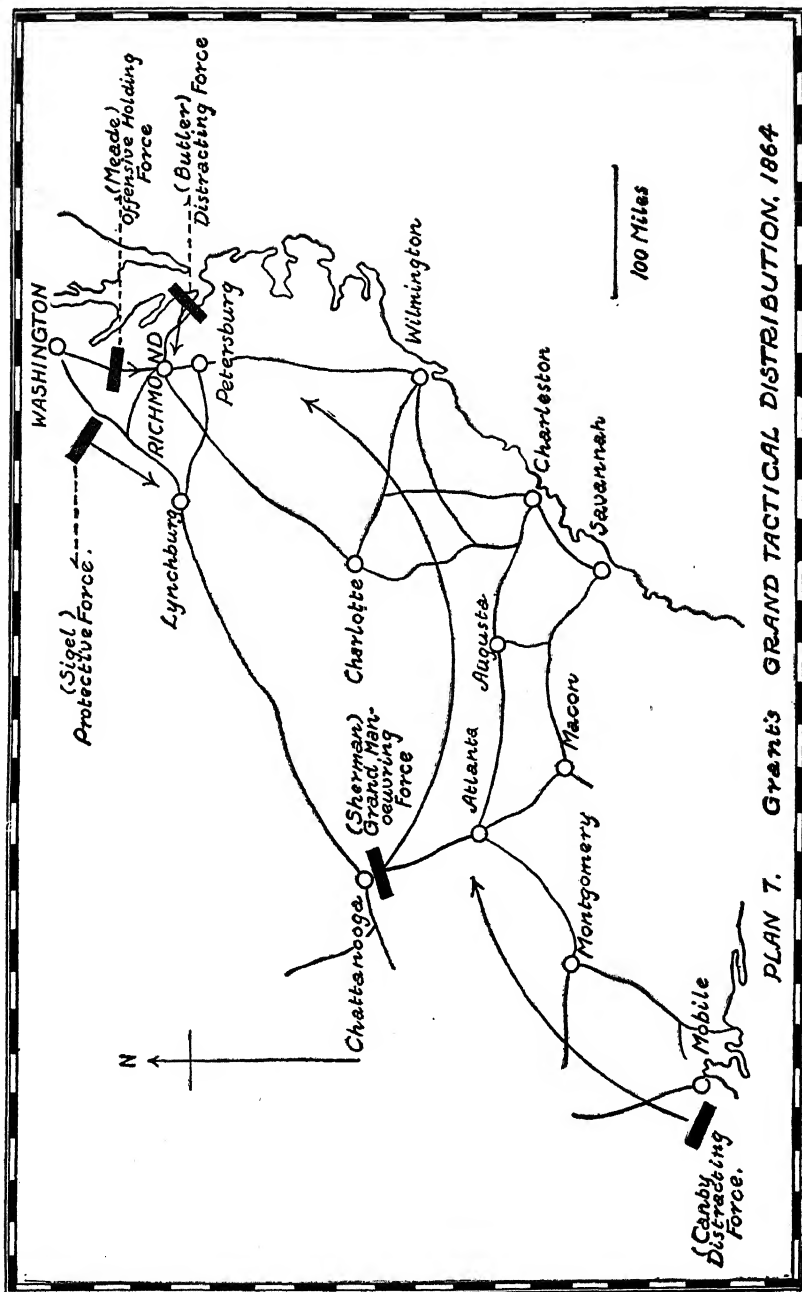 WASHINGTON
(Meade)
Offensive Holding
Force
(Butler)
Distracting Force
(Sigel)
Protective Force.
RICHMOND
Petersburg
Lynchburg
Wilmington
Charlotte
Charleston
Savannah
Augusta
(Sherman)
Grand Man-
oeuvring
Force
Chattanooga
Atlanta
Macon
Montgomery
N
Mobile
(Canby
Distracting
Force.
100 Miles
PLAN 7. Grant's GRAND TACTICAL DISTRIBUTION, 1864